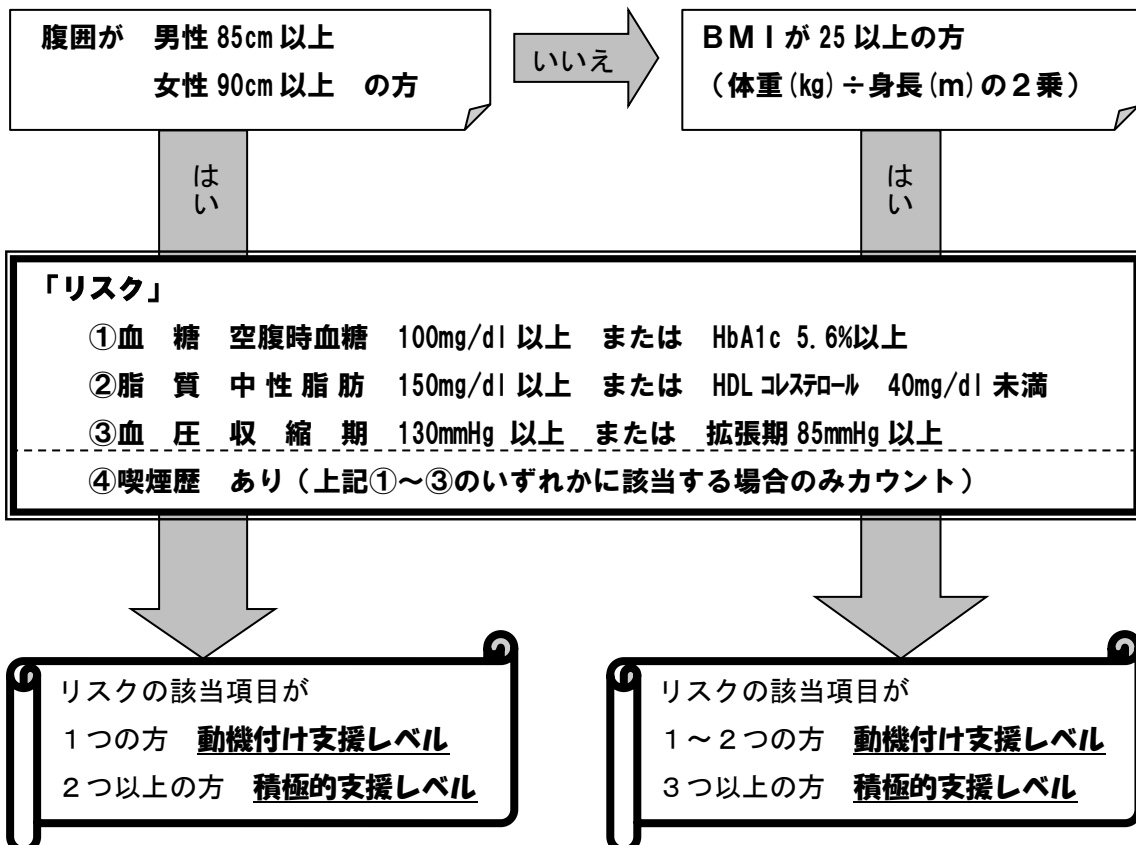 腹囲が　男性 85cm 以上
女性 90cm 以上　の方
いいえ
ＢＭＩが 25 以上の方
（体重(kg)÷身長(m)の２乗）
はい
はい
「リスク」
①血　糖　空腹時血糖　100mg/dl 以上　または　HbA1c 5.6%以上
②脂　質　中性脂肪　150mg/dl 以上　または　HDL ｺﾚｽﾃﾛｰﾙ　40mg/dl 未満
③血　圧　収縮期　130mmHg 以上　または　拡張期 85mmHg 以上
④喫煙歴　あり（上記①～③のいずれかに該当する場合のみカウント）
リスクの該当項目が
１つの方　動機付け支援レベル
２つ以上の方　積極的支援レベル
リスクの該当項目が
１～２つの方　動機付け支援レベル
３つ以上の方　積極的支援レベル